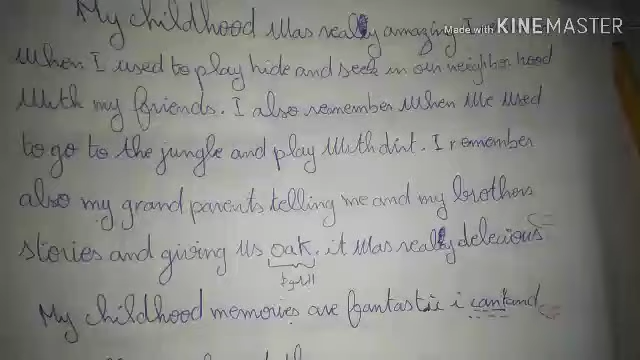 Made with KINEMASTER
My childhood was really amazing I
when I used to play hide and seek in our neighbor hood
with my friends. I also remember when we used
to go to the jungle and play with dirt. I remember
also my grand parents telling me and my brothers
stories and giving us oak. it was really delecious
البلوط
My childhood memories are fantastic i cant and